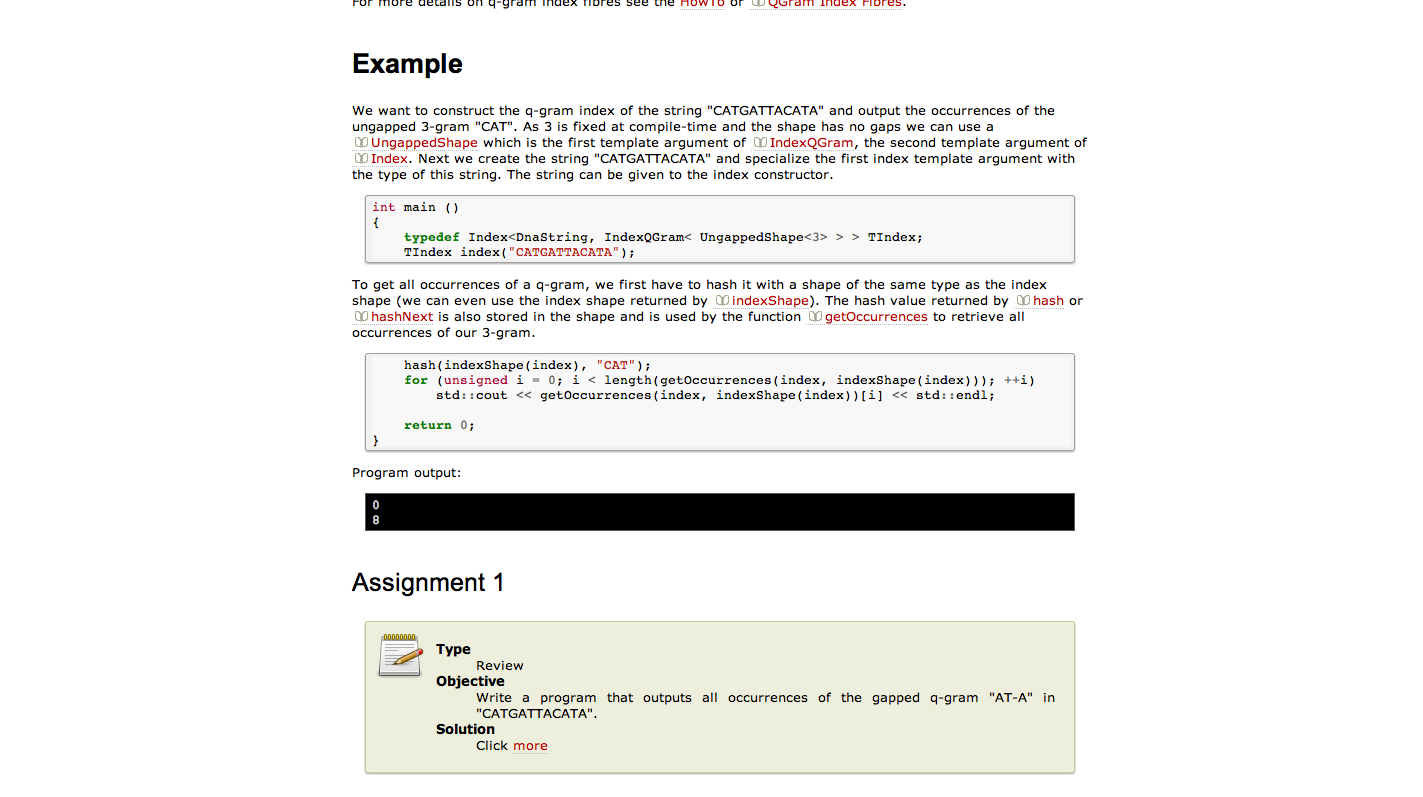 For more details on q-gram index fibres see the HowTo or QGram Index Fibres.
Example
We want to construct the q-gram index of the string "CATGATTACATA" and output the occurrences of the
ungapped 3-gram "CAT". As 3 is fixed at compile-time and the shape has no gaps we can use a
UngappedShape which is the first template argument of IndexQGram, the second template argument of
Index. Next we create the string "CATGATTACATA" and specialize the first index template argument with
the type of this string. The string can be given to the index constructor.
int main ()
{
    typedef Index<DnaString, IndexQGram< UngappedShape<3> > > TIndex;
    TIndex index("CATGATTACATA");
To get all occurrences of a q-gram, we first have to hash it with a shape of the same type as the index
shape (we can even use the index shape returned by indexShape). The hash value returned by hash or
hashNext is also stored in the shape and is used by the function getOccurrences to retrieve all
occurrences of our 3-gram.
    hash(indexShape(index), "CAT");
    for (unsigned i = 0; i < length(getOccurrences(index, indexShape(index))); ++i)
        std::cout << getOccurrences(index, indexShape(index))[i] << std::endl;
    return 0;
}
Program output:
0
8
Assignment 1
Type
Review
Objective
Write a program that outputs all occurrences of the gapped q-gram "AT-A" in
"CATGATTACATA".
Solution
Click more